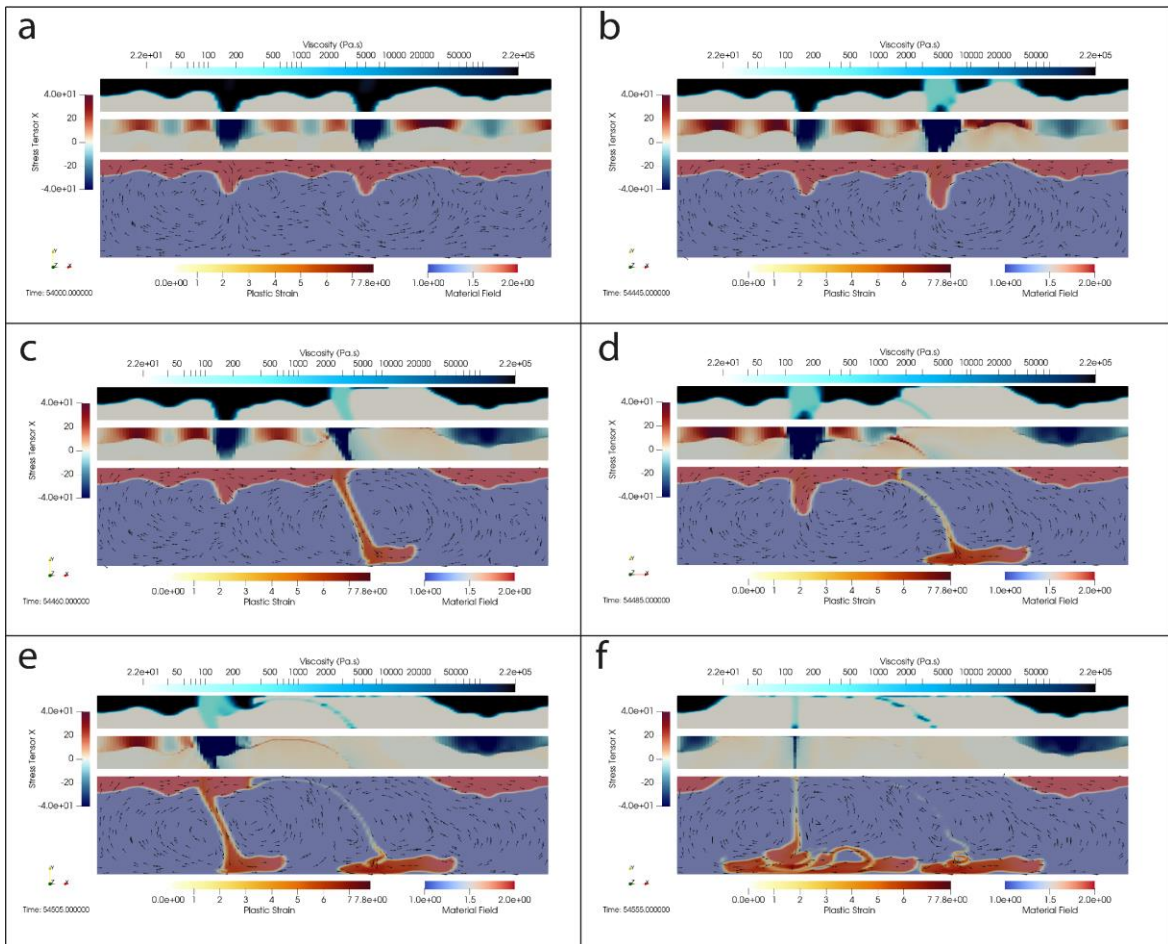 a
Viscosity (Pa.s)
2.2e+01 50 100 200 500 1000 2000 5000 10000 20000 50000 2.2e+05
4.0e+01
20
0
-20
-4.0e+01
Stress Tensor X
0.0e+00 1 2 3 4 5 6 7.8e+00
Plastic Strain
1.0e+00 1.5 2.0e+00
Material Field
Time: 54000.000000
b
Viscosity (Pa.s)
2.2e+01 50 100 200 500 1000 2000 5000 10000 20000 50000 2.2e+05
4.0e+01
20
0
-20
-4.0e+01
Stress Tensor X
0.0e+00 1 2 3 4 5 6 7.8e+00
Plastic Strain
1.0e+00 1.5 2.0e+00
Material Field
Time: 54445.000000
c
Viscosity (Pa.s)
2.2e+01 50 100 200 500 1000 2000 5000 10000 20000 50000 2.2e+05
4.0e+01
20
0
-20
-4.0e+01
Stress Tensor X
0.0e+00 1 2 3 4 5 6 7.8e+00
Plastic Strain
1.0e+00 1.5 2.0e+00
Material Field
Time: 54460.000000
d
Viscosity (Pa.s)
2.2e+01 50 100 200 500 1000 2000 5000 10000 20000 50000 2.2e+05
4.0e+01
20
0
-20
-4.0e+01
Stress Tensor X
0.0e+00 1 2 3 4 5 6 7.8e+00
Plastic Strain
1.0e+00 1.5 2.0e+00
Material Field
Time: 54485.000000
e
Viscosity (Pa.s)
2.2e+01 50 100 200 500 1000 2000 5000 10000 20000 50000 2.2e+05
4.0e+01
20
0
-20
-4.0e+01
Stress Tensor X
0.0e+00 1 2 3 4 5 6 7.8e+00
Plastic Strain
1.0e+00 1.5 2.0e+00
Material Field
Time: 54505.000000
f
Viscosity (Pa.s)
2.2e+01 50 100 200 500 1000 2000 5000 10000 20000 50000 2.2e+05
4.0e+01
20
0
-20
-4.0e+01
Stress Tensor X
0.0e+00 1 2 3 4 5 6 7.8e+00
Plastic Strain
1.0e+00 1.5 2.0e+00
Material Field
Time: 54555.000000